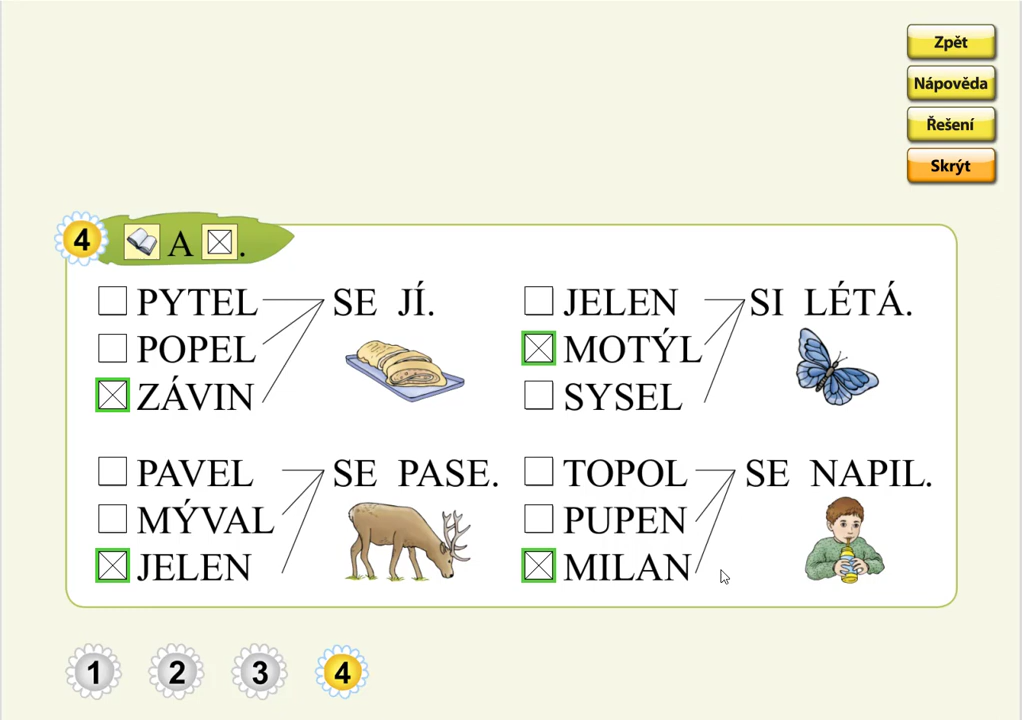 Zpět
Nápověda
Řešení
Skrýt
4 A .
PYTEL SE JÍ.
POPEL
ZÁVIN
JELEN SI LÉTÁ.
MOTÝL
SYSEL
PAVEL SE PASE.
MÝVAL
JELEN
TOPOL SE NAPIL.
PUPEN
MILAN
1 2 3 4